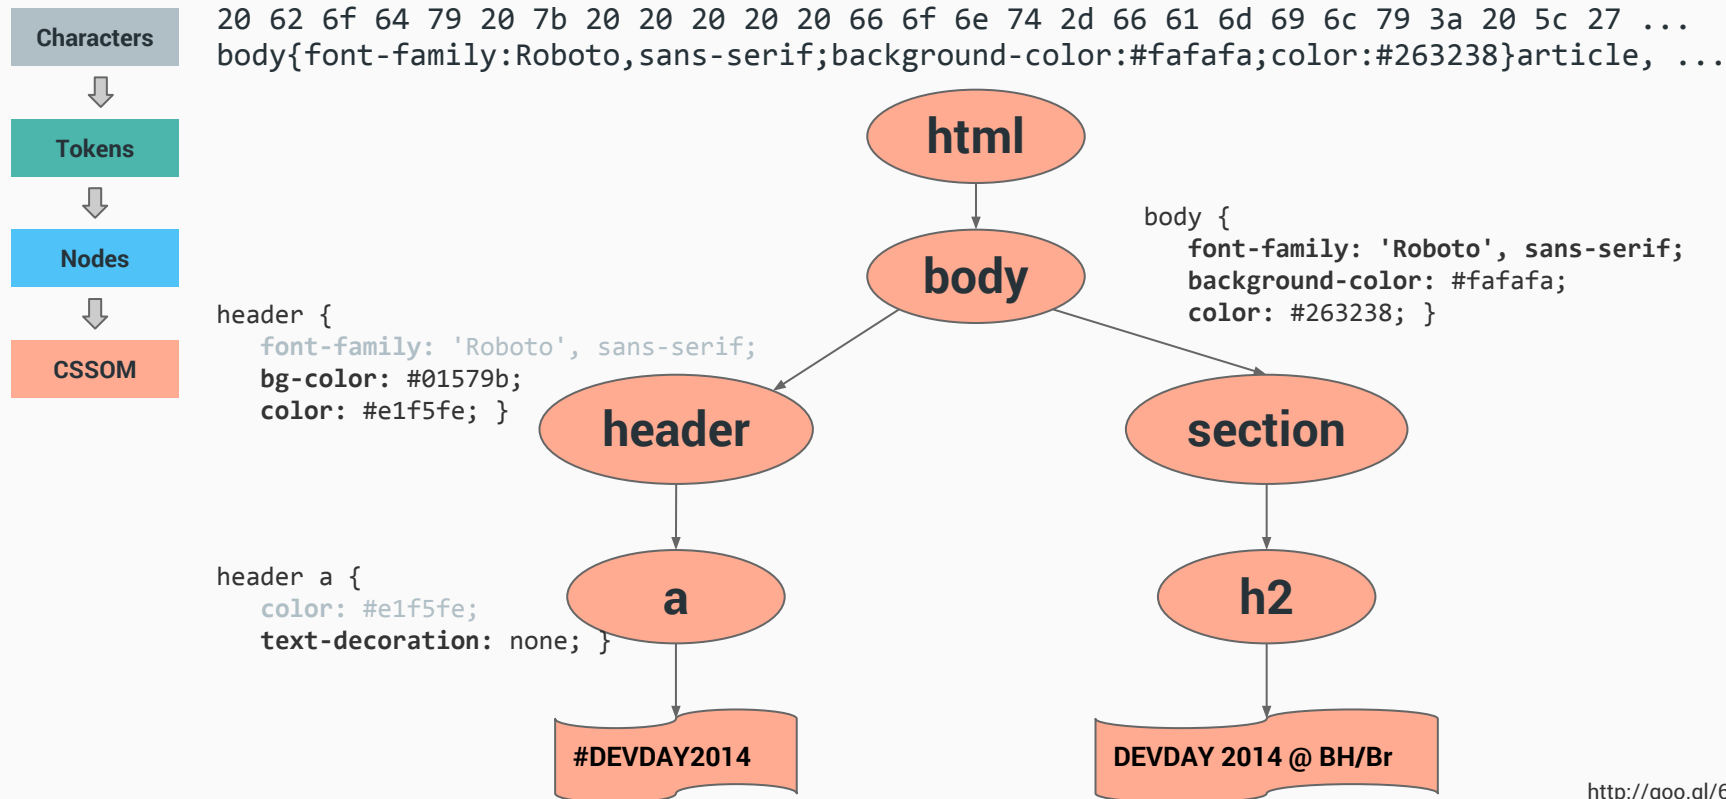 Characters
20 62 6f 64 79 20 7b 20 20 20 20 20 66 6f 6e 74 2d 66 61 6d 69 6c 79 3a 20 5c 27 ...
body{font-family:Roboto,sans-serif;background-color:#fafafa;color:#263238}article, ...
Tokens
Nodes
CSSOM
html
body
body {
font-family: 'Roboto', sans-serif;
background-color: #fafafa;
color: #263238; }
header {
font-family: 'Roboto', sans-serif;
bg-color: #01579b;
color: #e1f5fe; }
header
section
header a {
color: #e1f5fe;
text-decoration: none; }
a
h2
#DEVDAY2014
DEVDAY 2014 @ BH/Br
http://goo.gl/6